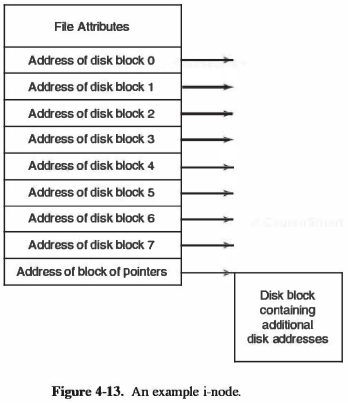 File Attributes
Address of disk block 0
Address of disk block 1
Address of disk block 2
Address of disk block 3
Address of disk block 4
Address of disk block 5
Address of disk block 6
Address of disk block 7
Address of block of pointers
Disk block
containing
additional
disk addresses
Figure 4-13. An example i-node.